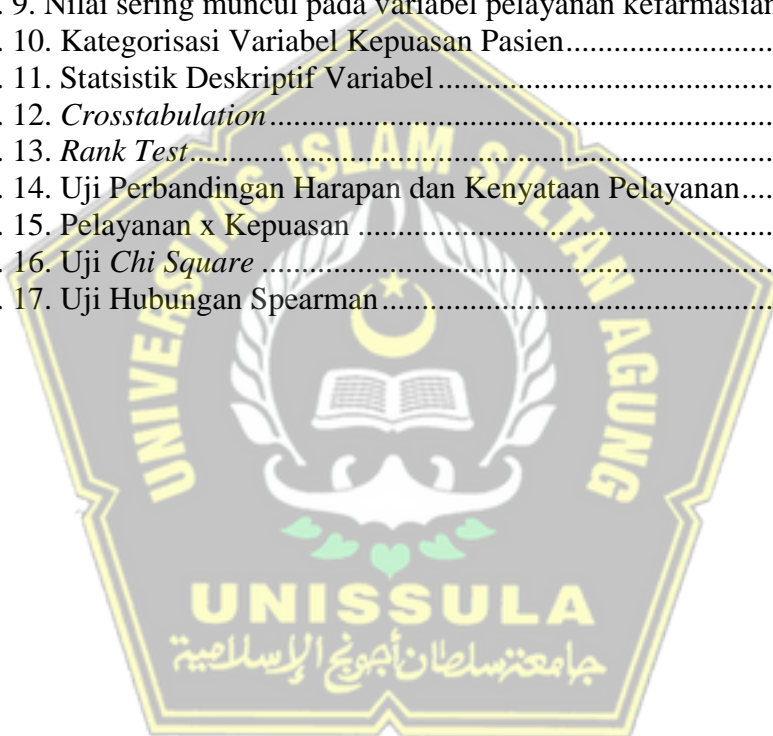 . 9. Nilai sering muncul pada variabel pelayanan kefarmasian
. 10. Kategorisasi Variabel Kepuasan Pasien..................................
. 11. Statsistik Deskriptif Variabel..................................................
. 12. Crosstabulation.......................................................................
. 13. Rank Test.................................................................................
. 14. Uji Perbandingan Harapan dan Kenyataan Pelayanan....
. 15. Pelayanan x Kepuasan ............................................................
. 16. Uji Chi Square .........................................................................
. 17. Uji Hubungan Spearman.........................................................
UNIVERSITAS ISLAM SULTAN AGUNG
UNISSULA
جامعة سلطان أجونج الإسلامية